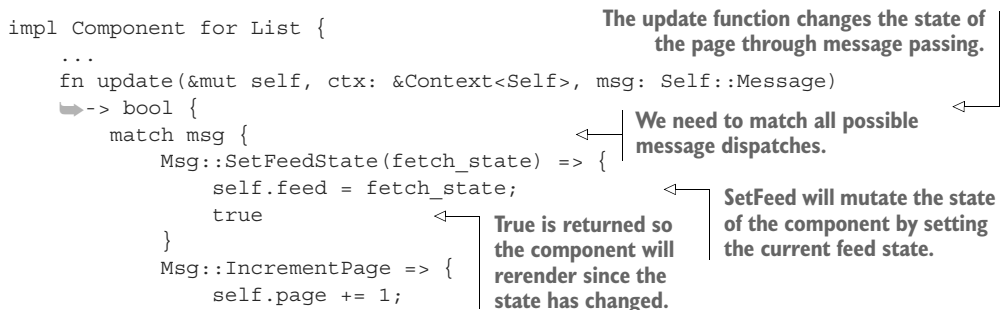 impl Component for List {
...
fn update(&mut self, ctx: &Context<Self>, msg: Self::Message)
-> bool {
match msg {
Msg::SetFeedState(fetch_state) => {
self.feed = fetch_state;
true
}
Msg::IncrementPage => {
self.page += 1;
The update function changes the state of
the page through message passing.
We need to match all possible
message dispatches.
SetFeed will mutate the state
of the component by setting
the current feed state.
True is returned so
the component will
rerender since the
state has changed.